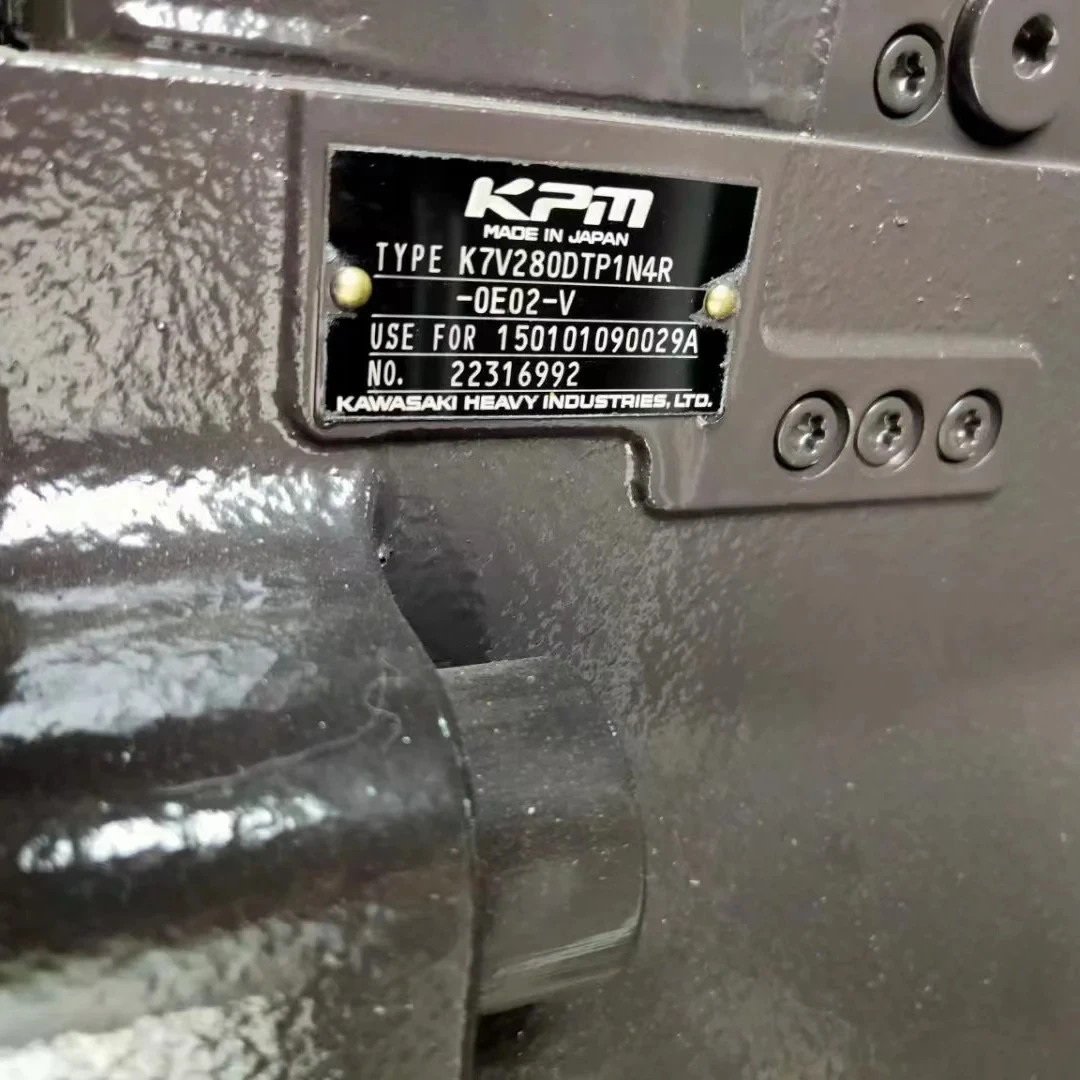 KPM
MADE IN JAPAN
TYPE K7V280DTP1N4R
-0E02-V
USE FOR 150101090029A
NO. 22316992
KAWASAKI HEAVY INDUSTRIES, LTD.